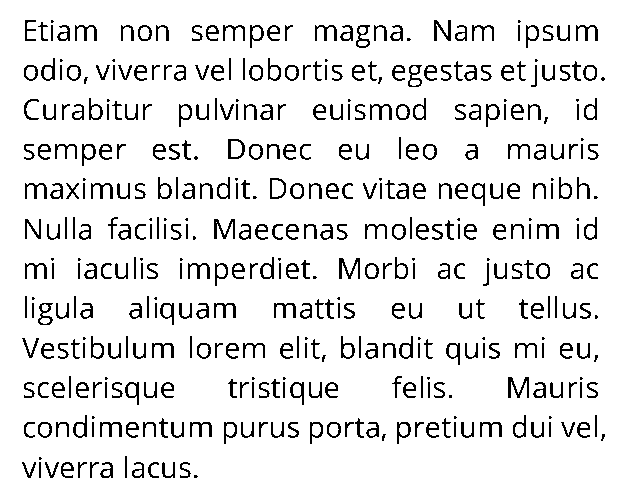 Etiam non semper magna. Nam ipsum
odio, viverra vel lobortis et, egestas et justo.
Curabitur pulvinar euismod sapien, id
semper est. Donec eu leo a mauris
maximus blandit. Donec vitae neque nibh.
Nulla facilisi. Maecenas molestie enim id
mi iaculis imperdiet. Morbi ac justo ac
ligula aliquam mattis eu ut tellus.
Vestibulum lorem elit, blandit quis mi eu,
scelerisque tristique felis. Mauris
condimentum purus porta, pretium dui vel,
viverra lacus.